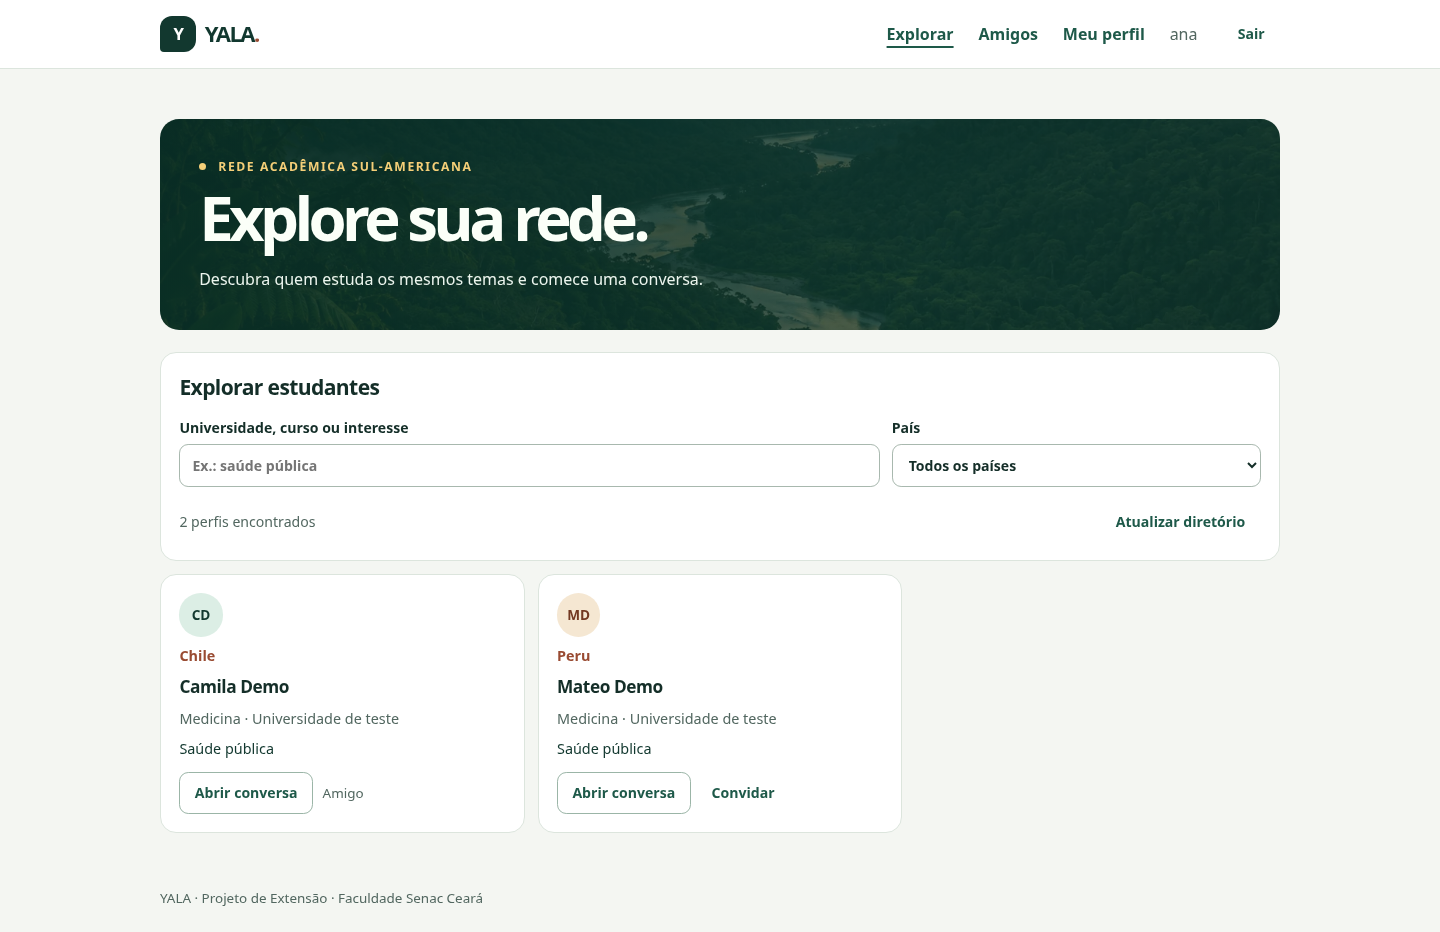 Y YALA.
Explorar Amigos Meu perfil ana Sair
REDE ACADÊMICA SUL-AMERICANA
Explore sua rede.
Descubra quem estuda os mesmos temas e comece uma conversa.
Explorar estudantes
Universidade, curso ou interesse
Ex.: saúde pública
País
Todos os países
2 perfis encontrados
Atualizar diretório
CD
Chile
Camila Demo
Medicina · Universidade de teste
Saúde pública
Abrir conversa Amigo
MD
Peru
Mateo Demo
Medicina · Universidade de teste
Saúde pública
Abrir conversa Convidar
YALA · Projeto de Extensão · Faculdade Senac Ceará